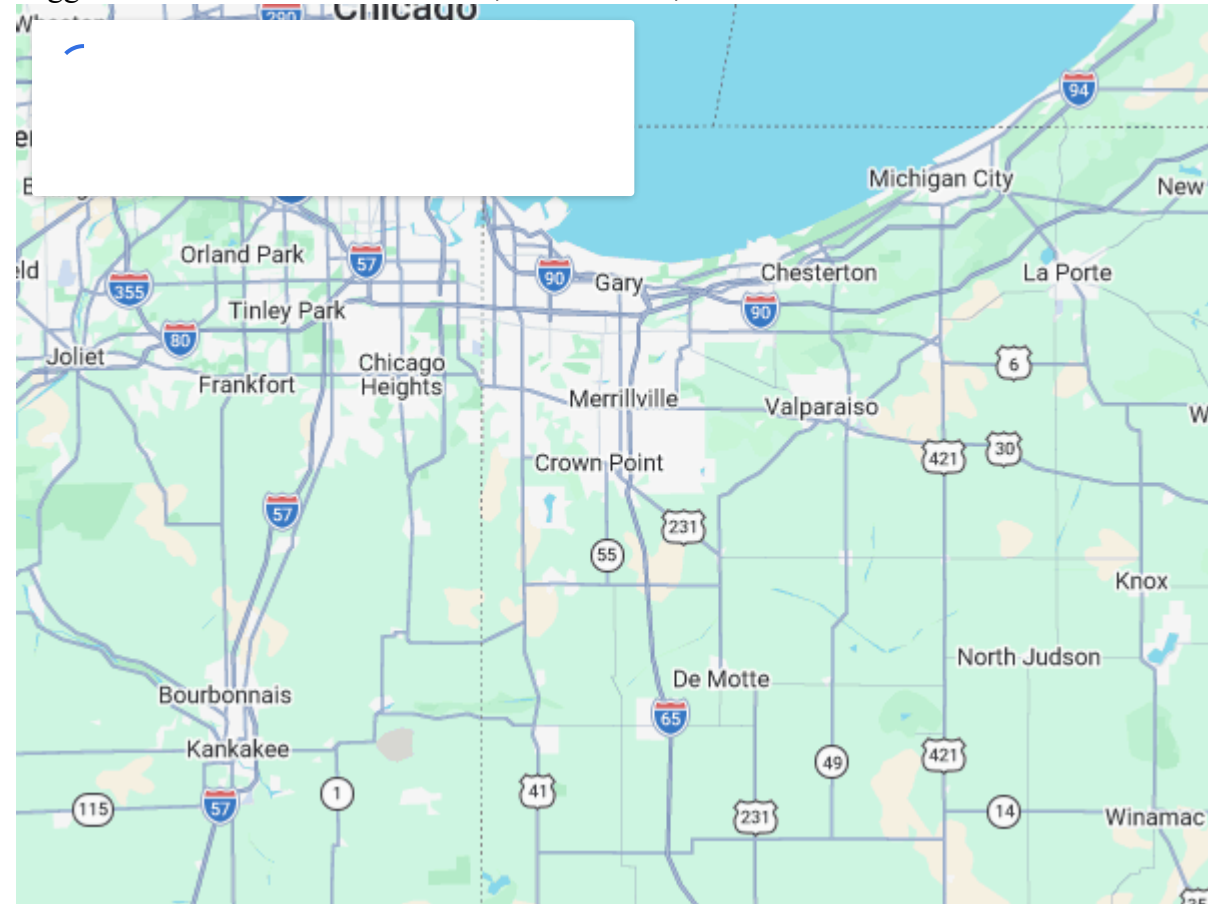 Chicago
290
94
Michigan City
New
Orland Park
57
90
Gary
Chesterton
La Porte
355
Tinley Park
90
80
Joliet
Chicago
Heights
6
Frankfort
Merrillville
Valparaiso
Crown Point
421
30
57
231
55
Knox
North Judson
De Motte
Bourbonnais
65
Kankakee
421
49
1
41
115
57
231
14
Winamac